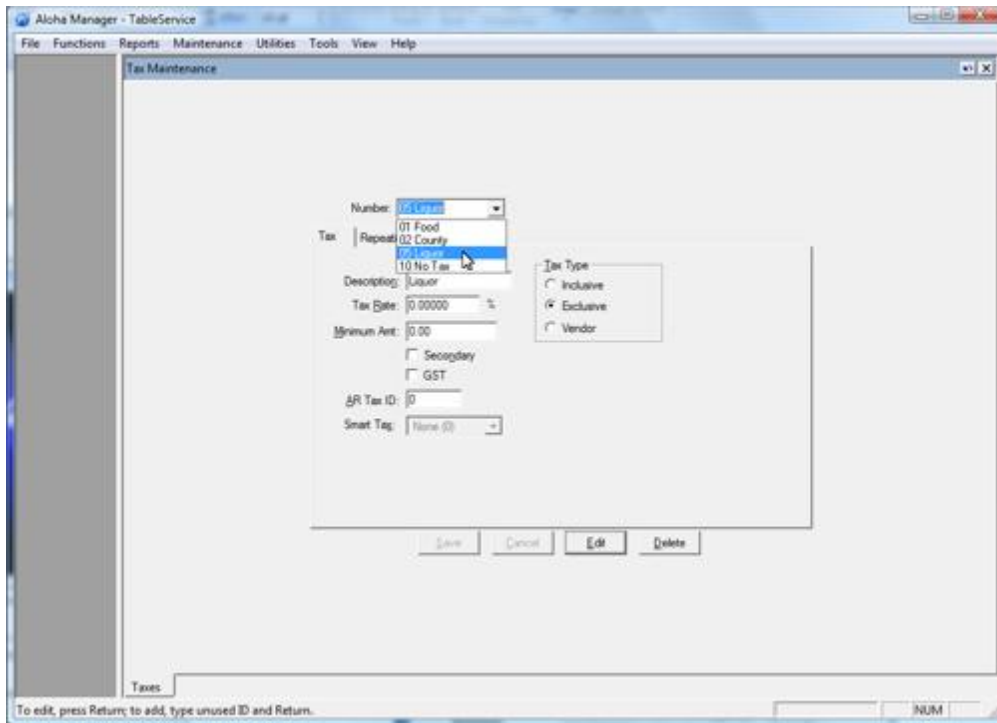 Aloha Manager - TableService
File Functions Reports Maintenance Utilities Tools View Help
Tax Maintenance
Number: 05 Liquor
01 Food
02 County
05 Liquor
10 No Tax
Tax
Description: Liquor
Tax Rate: 0.00000 %
Minimum Amt: 0.00
Secondary
GST
AR Tax ID: 0
Smart Tax: None (0)
Tax Type
Inclusive
Exclusive
Vendor
Save Cancel Edit Delete
Taxes
To edit, press Return; to add, type unused ID and Return.
NUM